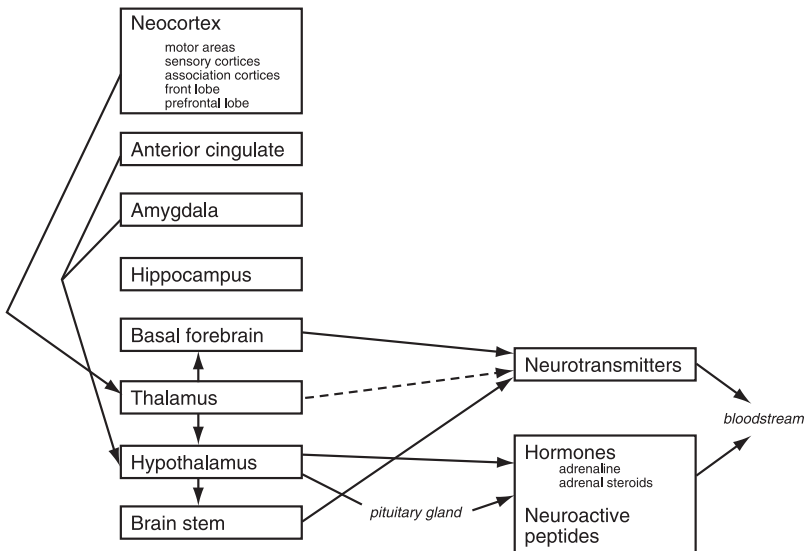 Neocortex
motor areas
sensory cortices
association cortices
front lobe
prefrontal lobe
Anterior cingulate
Amygdala
Hippocampus
Basal forebrain
Thalamus
Hypothalamus
Brain stem
pituitary gland
Neurotransmitters
Hormones
adrenaline
adrenal steroids
Neuroactive
peptides
bloodstream